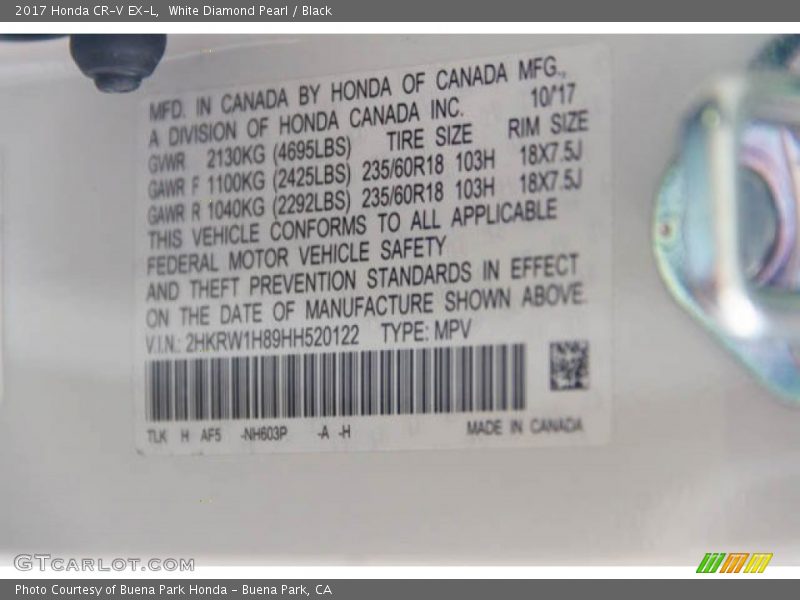 2017 Honda CR-V EX-L,  White Diamond Pearl / Black
MFD. IN CANADA BY HONDA OF CANADA MFG.,
A DIVISION OF HONDA CANADA INC. 10/'17
GVWR 2130KG (4695LBS) TIRE SIZE RIM SIZE
GAWR F 1100KG (2425LBS) 235/60R18 103H 18X7.5J
GAWR R 1040KG (2292LBS) 235/60R18 103H 18X7.5J
THIS VEHICLE CONFORMS TO ALL APPLICABLE
FEDERAL MOTOR VEHICLE SAFETY
AND THEFT PREVENTION STANDARDS IN EFFECT
ON THE DATE OF MANUFACTURE SHOWN ABOVE.
V.I.N.: 2HKRW1H89HH520122 TYPE: MPV
TLK H AF5 -NH603P -A -H MADE IN CANADA
GTCARLOT.COM
Photo Courtesy of Buena Park Honda - Buena Park, CA